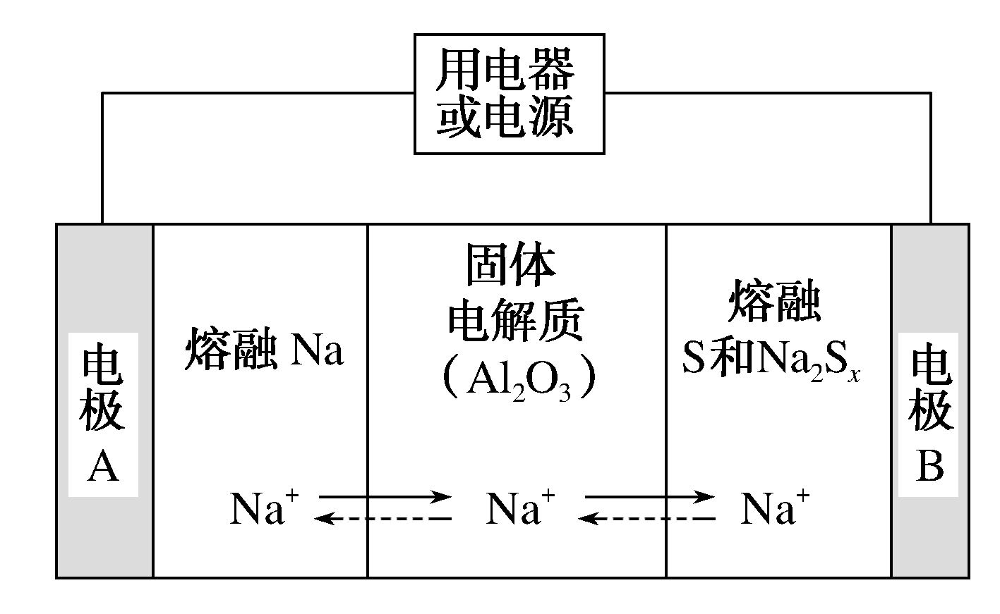 用电器
或电源
电
极
A
熔融 Na
固体
电解质
（Al₂O₃）
熔融
S和Na₂Sₓ
电
极
B
Na⁺ Na⁺ Na⁺